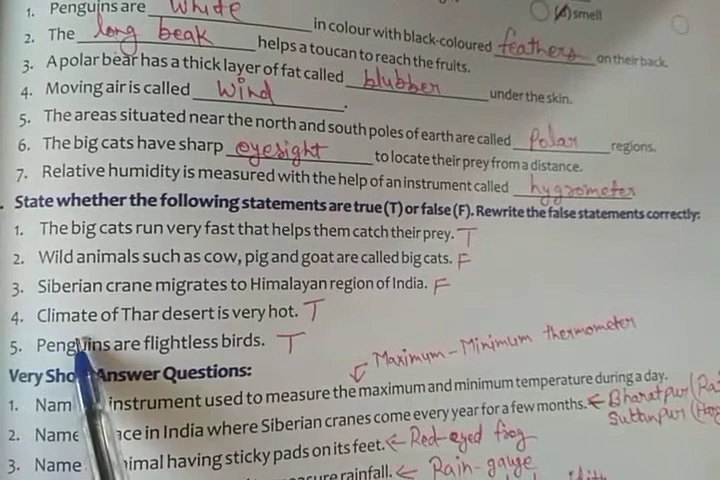 (A) smell
1. Penguins are white in colour with black-coloured feathers on their back.
2. The long beak helps a toucan to reach the fruits.
3. A polar bear has a thick layer of fat called blubber under the skin.
4. Moving air is called wind.
5. The areas situated near the north and south poles of earth are called Polar regions.
6. The big cats have sharp eyesight to locate their prey from a distance.
7. Relative humidity is measured with the help of an instrument called hygrometer
State whether the following statements are true (T) or false (F). Rewrite the false statements correctly:
1. The big cats run very fast that helps them catch their prey. T
2. Wild animals such as cow, pig and goat are called big cats. F
3. Siberian crane migrates to Himalayan region of India. F
4. Climate of Thar desert is very hot. T
5. Penguins are flightless birds. T
Maximum-Minimum thermometer
Very Sho Answer Questions:
1. Nam instrument used to measure the maximum and minimum temperature during a day.
2. Name ace in India where Siberian cranes come every year for a few months. ← Bharatpur (Ra
Sultanpur (Ha
3. Name imal having sticky pads on its feet. ← Red-eyed frog
rainfall. ← Rain-gauge